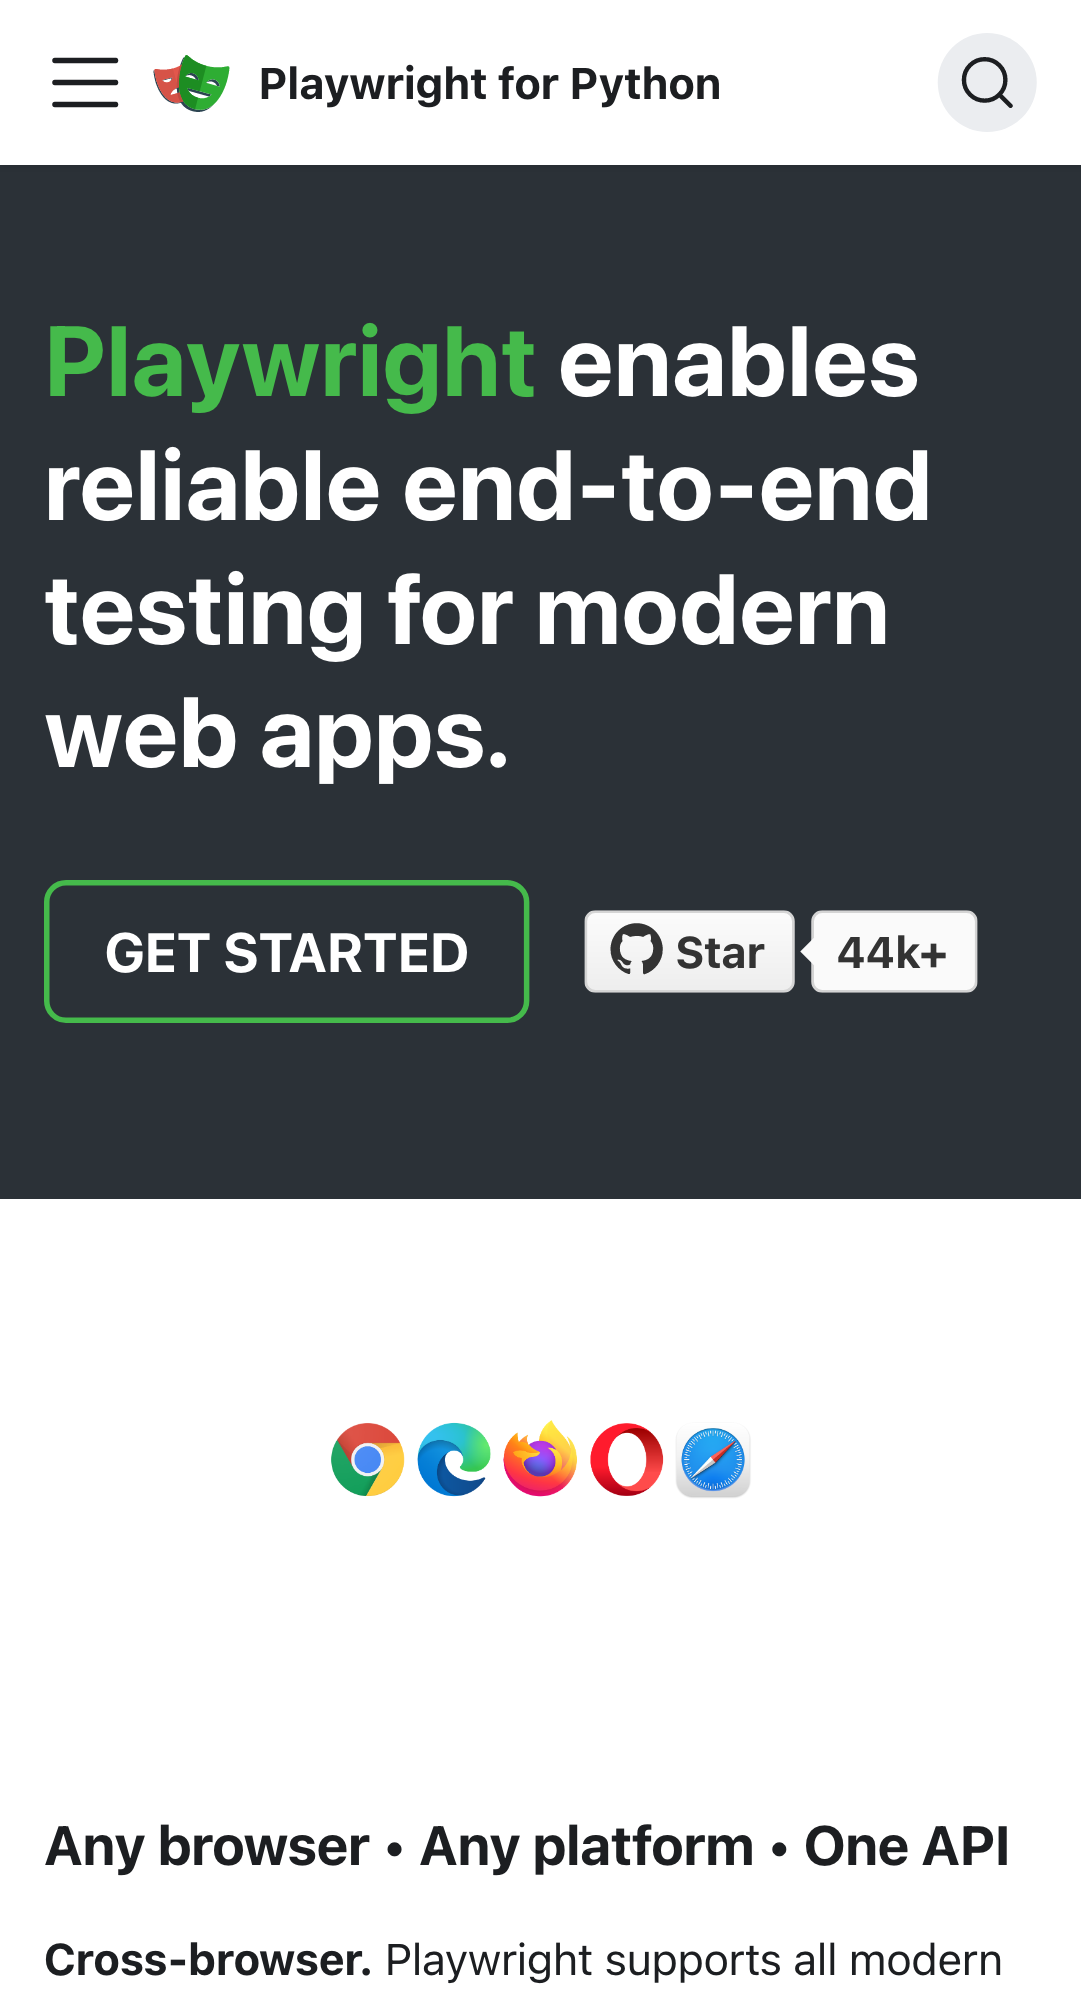 Playwright for Python
Playwright enables
reliable end-to-end
testing for modern
web apps.
GET STARTED
Star
44k+
Any browser • Any platform • One API
Cross-browser. Playwright supports all modern